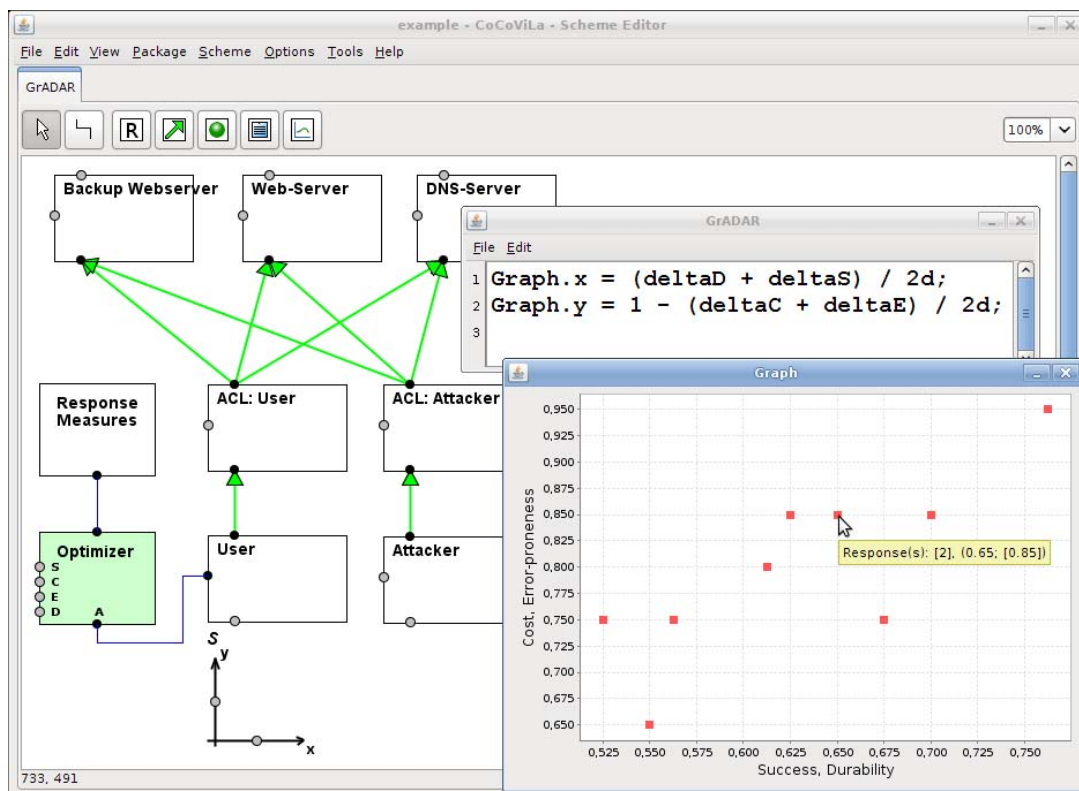 example - CoCoViLa - Scheme Editor
File Edit View Package Scheme Options Tools Help
GrADAR
R
100%
Backup Webserver
Web-Server
DNS-Server
GrADAR
File Edit
1 Graph.x = (deltaD + deltaS) / 2d;
2 Graph.y = 1 - (deltaC + deltaE) / 2d;
3
Response
Measures
ACL: User
ACL: Attacker
Optimizer
S
C
E
D A
User
Attacker
S
y
x
Graph
Cost, Error-proneness
0,950
0,925
0,900
0,875
0,850
0,825
0,800
0,775
0,750
0,725
0,700
0,675
0,650
Response(s): [2], (0.65; [0.85])
0,525 0,550 0,575 0,600 0,625 0,650 0,675 0,700 0,725 0,750
Success, Durability
733, 491